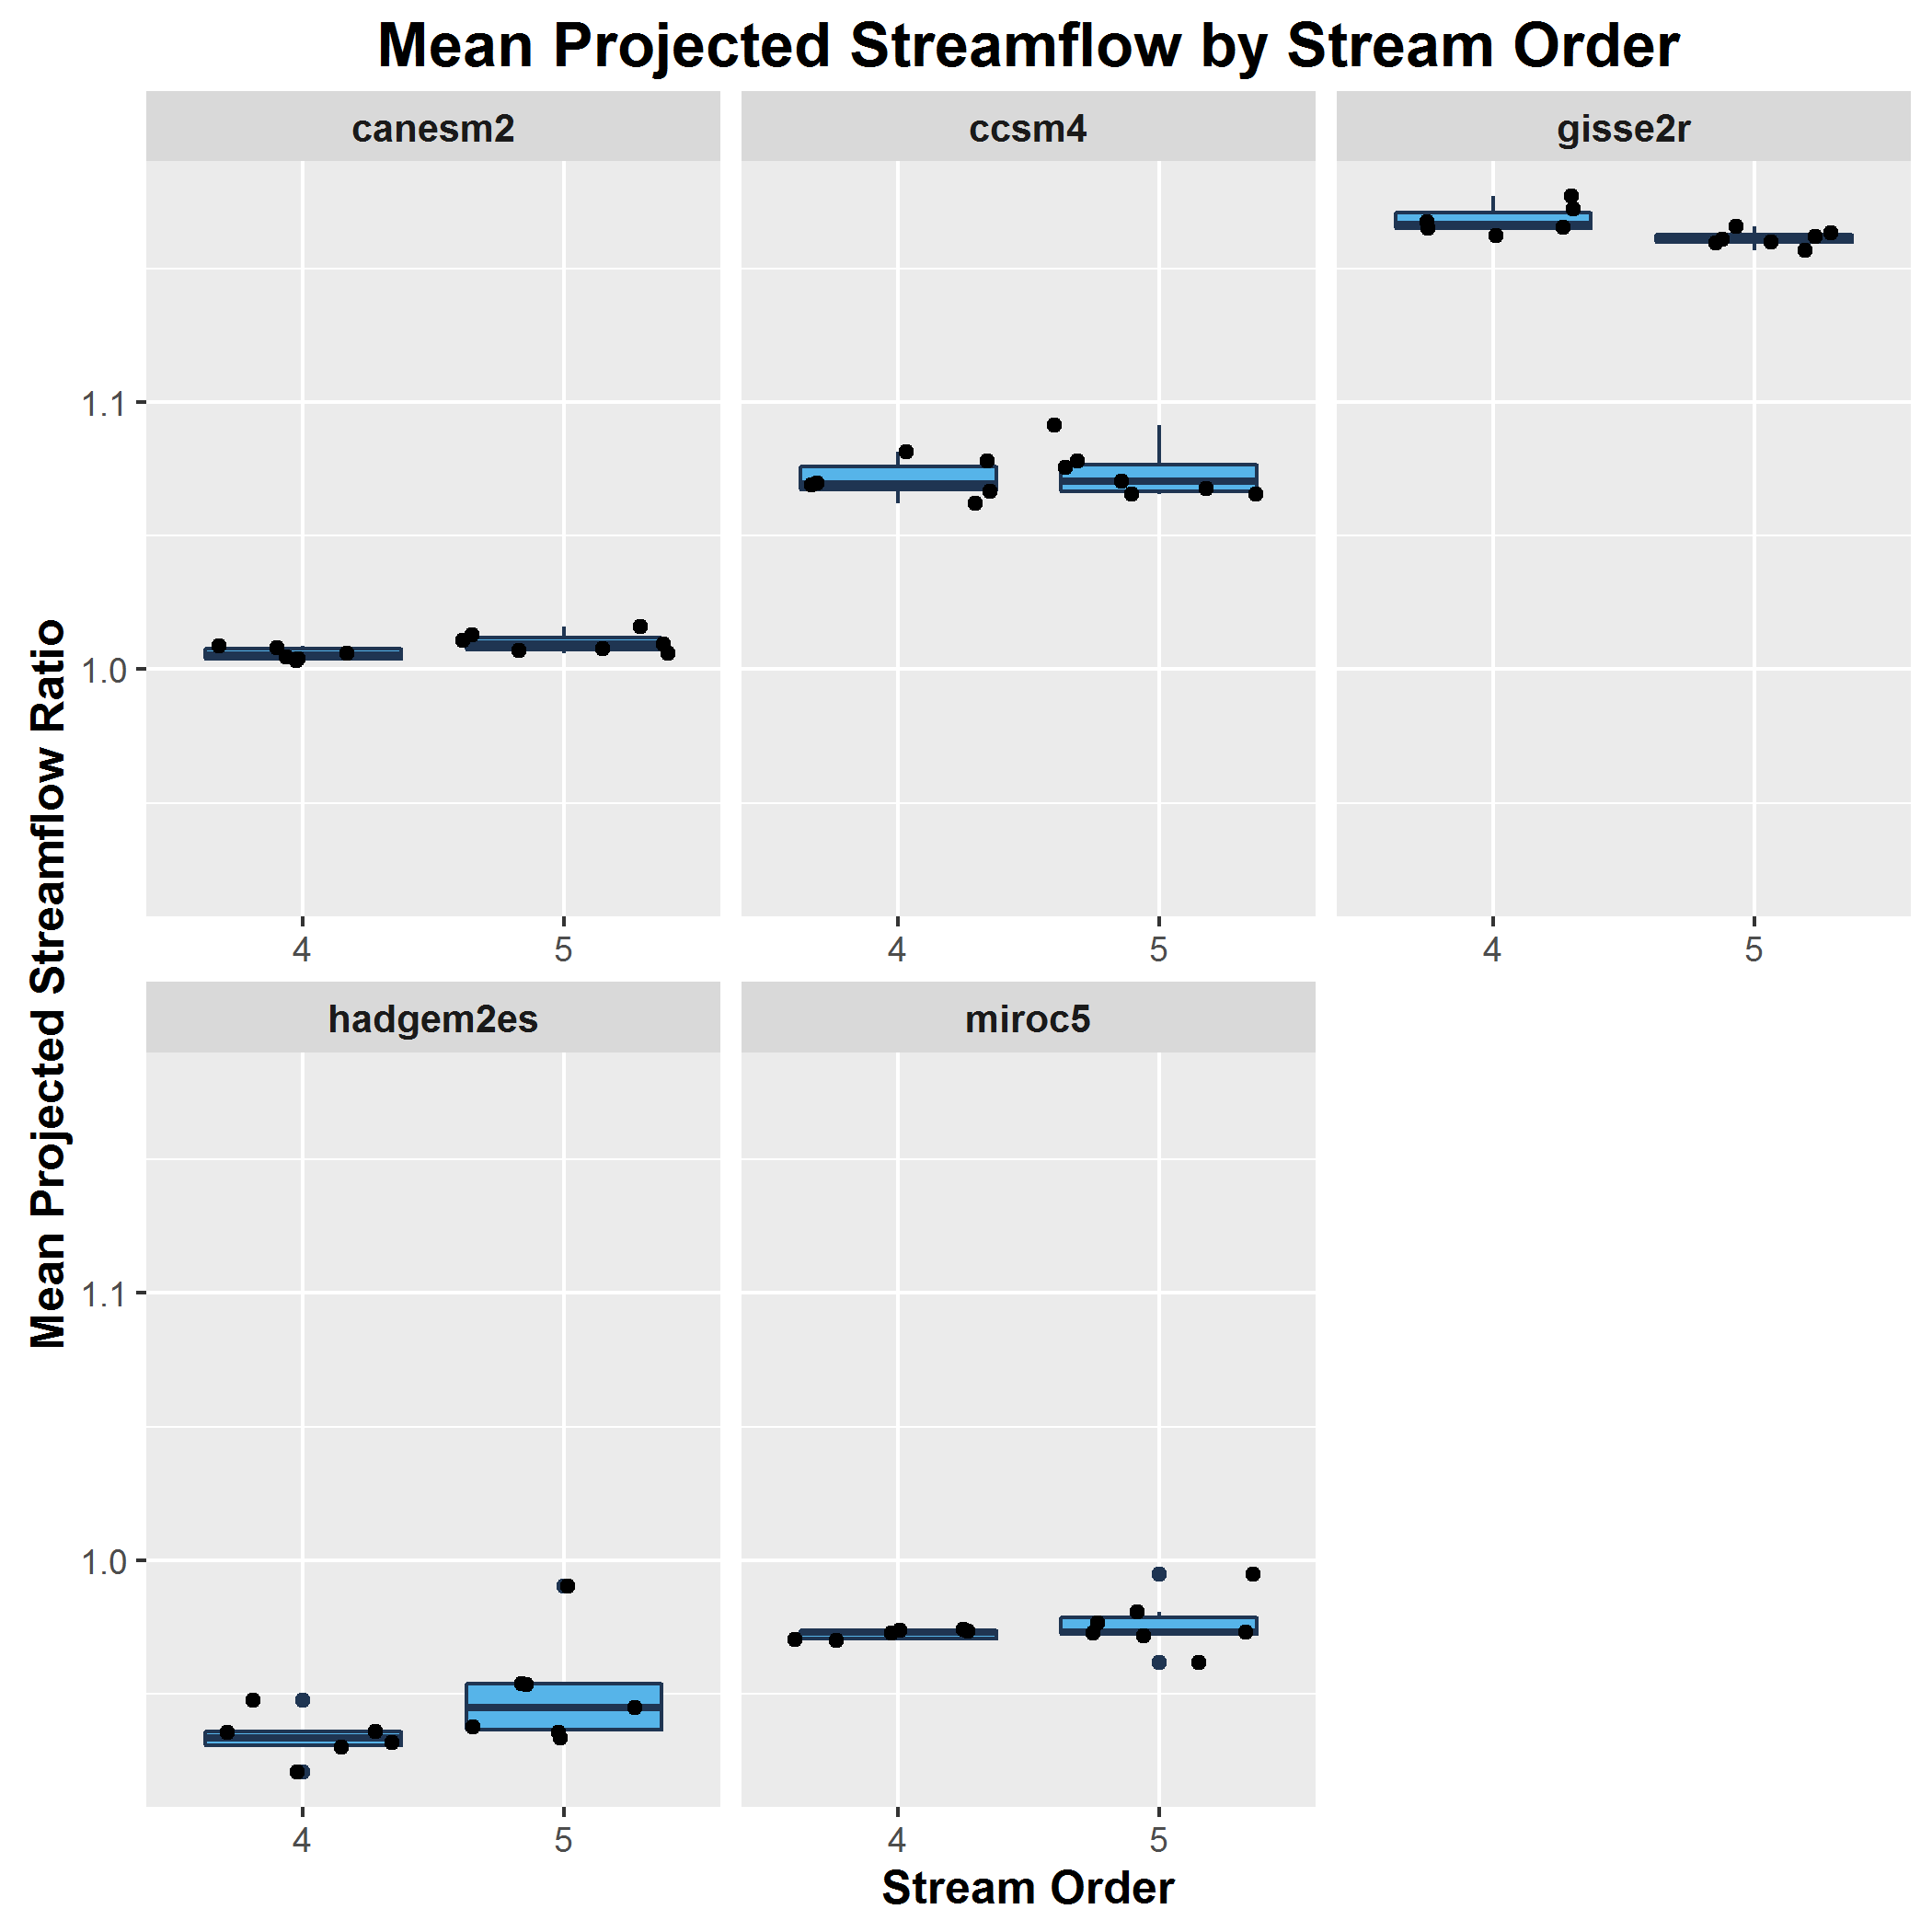 Mean Projected Streamflow by Stream Order
canesm2
ccsm4
gisse2r
1.1
1.0
4
5
4
5
4
5
Mean Projected Streamflow Ratio
hadgem2es
miroc5
1.1
1.0
4
5
4
5
Stream Order